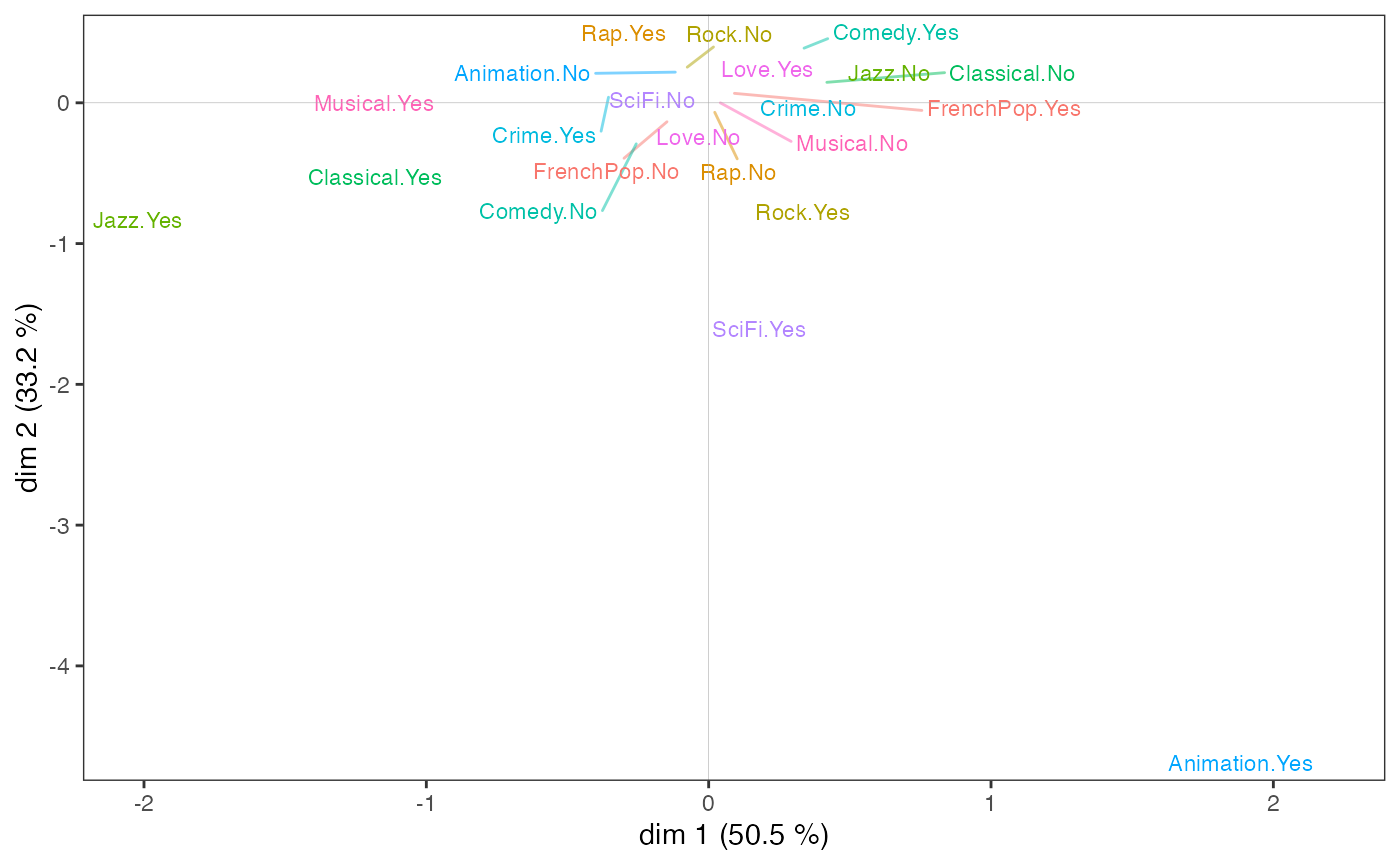 Rap.Yes Rock.No Comedy.Yes
Animation.No Love.Yes Jazz.No Classical.No
0 Musical.Yes SciFi.No Crime.No FrenchPop.Yes
Crime.Yes Love.No Musical.No
Classical.Yes FrenchPop.No Rap.No
Jazz.Yes Comedy.No Rock.Yes
-1
SciFi.Yes
-2
dim 2 (33.2 %)
-3
-4
Animation.Yes
-2 -1 0 1 2
dim 1 (50.5 %)